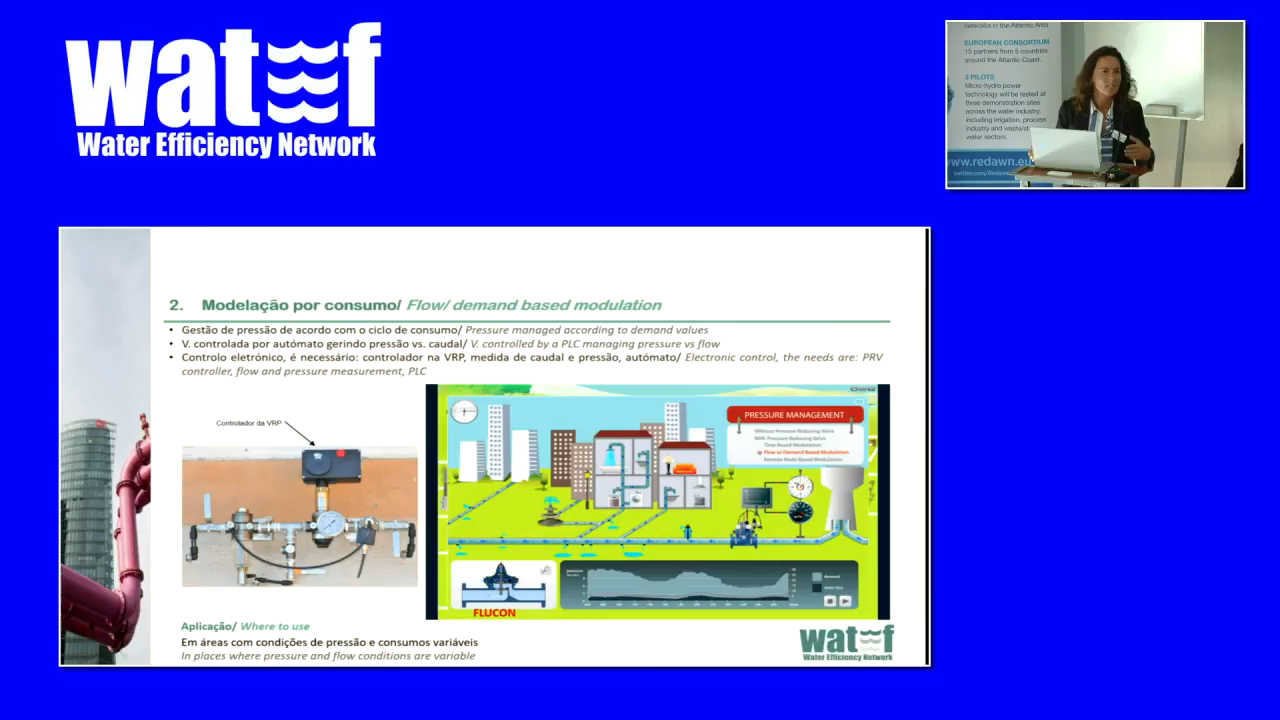 wat f
Water Efficiency Network
networks in the Atlantic Area
EUROPEAN CONSORTIUM
15 partners from 5 countries
around the Atlantic Coast.
3 PILOTS
Micro-hydro power
technology will be tested at
three demonstration sites
across the water industry,
including irrigation, process
industry and
water sectors.
www.redawn.eu
2. Modelação por consumo/ Flow/ demand based modulation
• Gestão de pressão de acordo com o ciclo de consumo/ Pressure managed according to demand values
• V. controlada por autómato gerindo pressão vs. caudal/ V. controlled by a PLC managing pressure vs flow
• Controlo eletrónico, é necessário: controlador na VRP, medida de caudal e pressão, autómato/ Electronic control, the needs are: PRV
controller, flow and pressure measurement, PLC
Controlador da VRP
PRESSURE MANAGEMENT
Without Pressure Reducing Valve
With Pressure Reducing Valve
Time Based Modulation
Flow or Demand Based Modulation
Remote Node Based Modulation
pressure
demand
FLUCON
Aplicação/ Where to use
Em áreas com condições de pressão e consumos variáveis
In places where pressure and flow conditions are variable
wat f
Water Efficiency Network